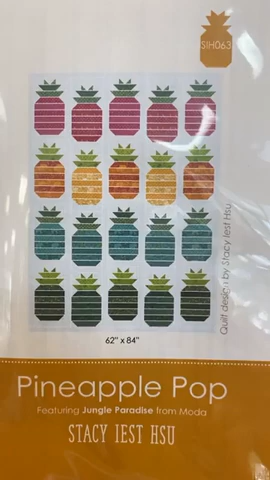 SIH063
Quilt design by Stacy Iest Hsu
62" x 84"
Pineapple Pop
Featuring Jungle Paradise from Moda
STACY IEST HSU